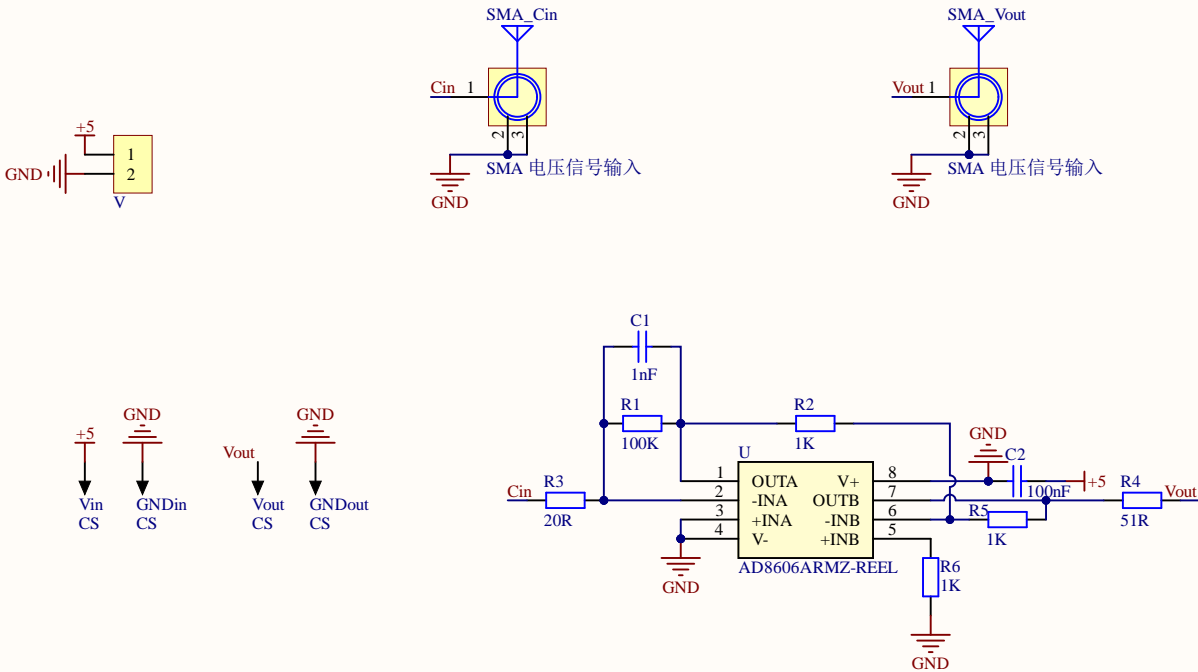 SMA_Cin
SMA_Vout
Cin 1
2
3
GND
SMA 电压信号输入
Vout 1
2
3
GND
SMA 电压信号输入
+5
1
GND
2
V
C1
1nF
R1
100K
R2
1K
GND
+5
GND
Vout
Vin
CS
GNDin
CS
Vout
CS
GNDout
CS
Cin
R3
20R
U
1
OUTA
V+
8
2
-INA
OUTB
7
3
+INA
-INB
6
4
V-
+INB
5
AD8606ARMZ-REEL
GND
GND
C2
100nF
+5
R4
51R
Vout
R5
1K
R6
1K
GND